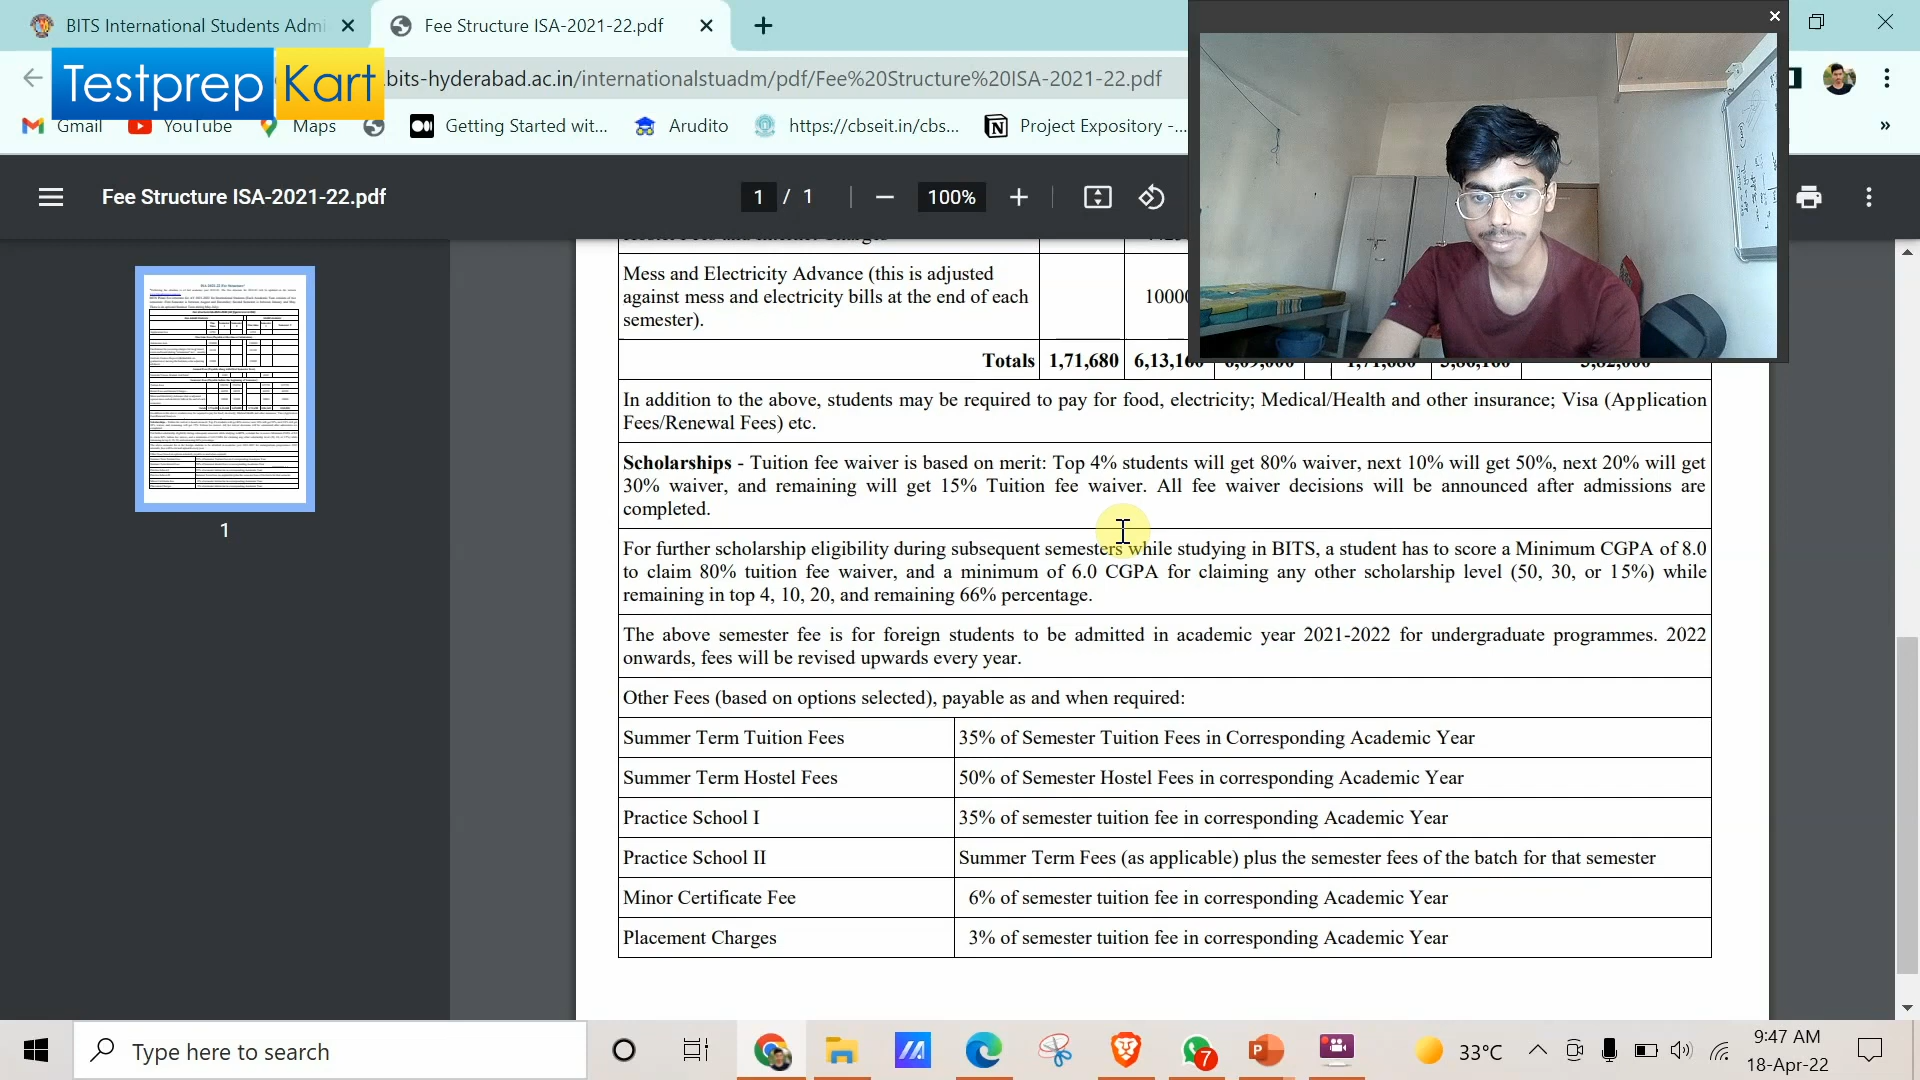 BITS International Students Admi
Fee Structure ISA-2021-22.pdf
Testprep Kart
.bits-hyderabad.ac.in/internationalstuadm/pdf/Fee%20Structure%20ISA-2021-22.pdf
Gmail YouTube Maps Getting Started wit... Arudito https://cbseit.in/cbs... Project Expository -... »
Fee Structure ISA-2021-22.pdf 1 / 1 100%
Mess and Electricity Advance (this is adjusted
against mess and electricity bills at the end of each
semester).
10000
Totals 1,71,680 6,13,160
In addition to the above, students may be required to pay for food, electricity; Medical/Health and other insurance; Visa (Application
Fees/Renewal Fees) etc.
Scholarships - Tuition fee waiver is based on merit: Top 4% students will get 80% waiver, next 10% will get 50%, next 20% will get
30% waiver, and remaining will get 15% Tuition fee waiver. All fee waiver decisions will be announced after admissions are
completed.
For further scholarship eligibility during subsequent semesters while studying in BITS, a student has to score a Minimum CGPA of 8.0
to claim 80% tuition fee waiver, and a minimum of 6.0 CGPA for claiming any other scholarship level (50, 30, or 15%) while
remaining in top 4, 10, 20, and remaining 66% percentage.
The above semester fee is for foreign students to be admitted in academic year 2021-2022 for undergraduate programmes. 2022
onwards, fees will be revised upwards every year.
Other Fees (based on options selected), payable as and when required:
Summer Term Tuition Fees 35% of Semester Tuition Fees in Corresponding Academic Year
Summer Term Hostel Fees 50% of Semester Hostel Fees in corresponding Academic Year
Practice School I 35% of semester tuition fee in corresponding Academic Year
Practice School II Summer Term Fees (as applicable) plus the semester fees of the batch for that semester
Minor Certificate Fee 6% of semester tuition fee in corresponding Academic Year
Placement Charges 3% of semester tuition fee in corresponding Academic Year
1
Type here to search
7
33°C
9:47 AM
18-Apr-22